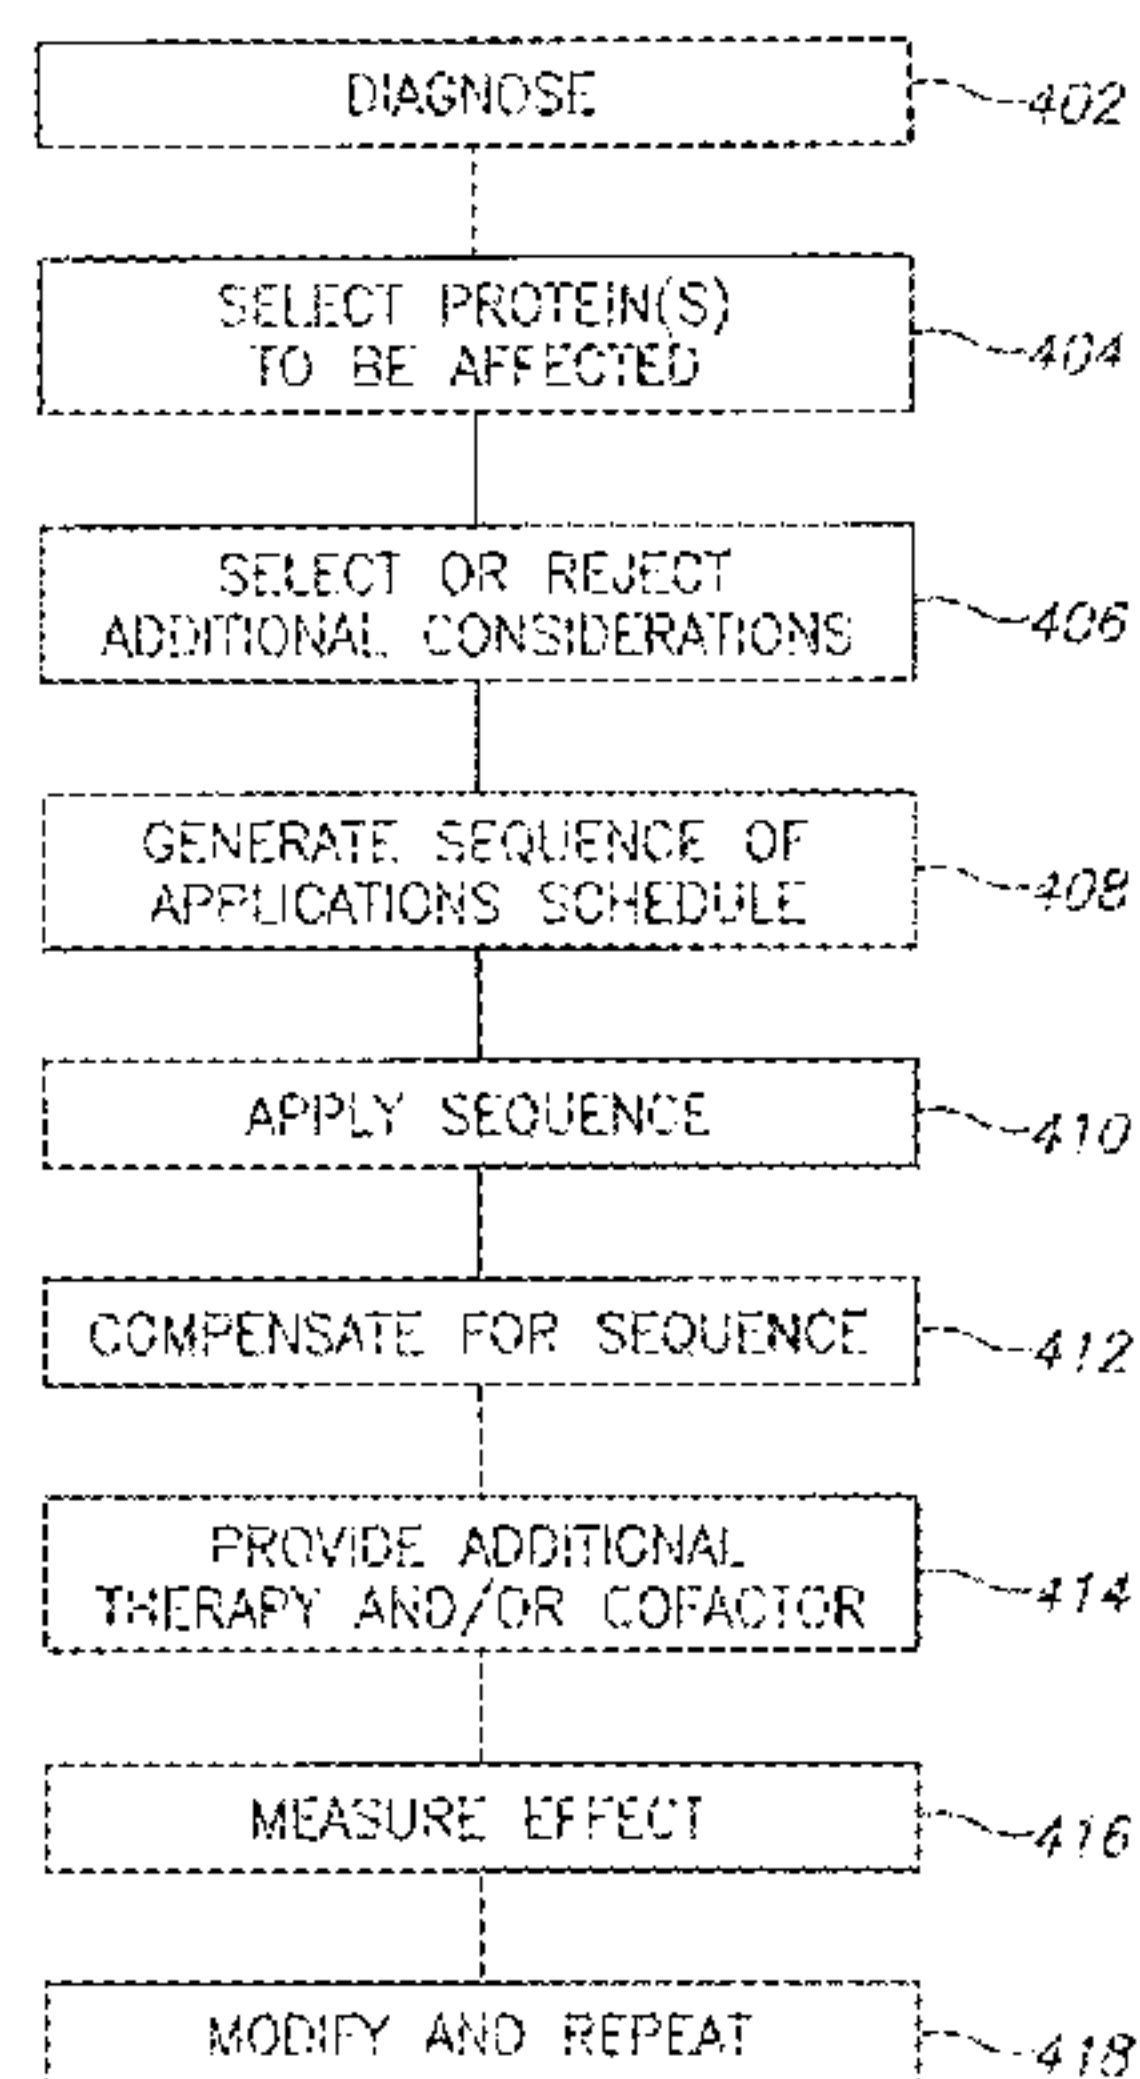 DIAGNOSE
402
SELECT PROTEIN(S)
TO BE AFFECTED
404
SELECT OR REJECT
ADDITIONAL CONSIDERATIONS
406
GENERATE SEQUENCE OF
APPLICATIONS SCHEDULE
408
APPLY SEQUENCE
410
COMPENSATE FOR SEQUENCE
412
PROVIDE ADDITIONAL
THERAPY AND/OR COFACTOR
414
MEASURE EFFECT
416
MODIFY AND REPEAT
418